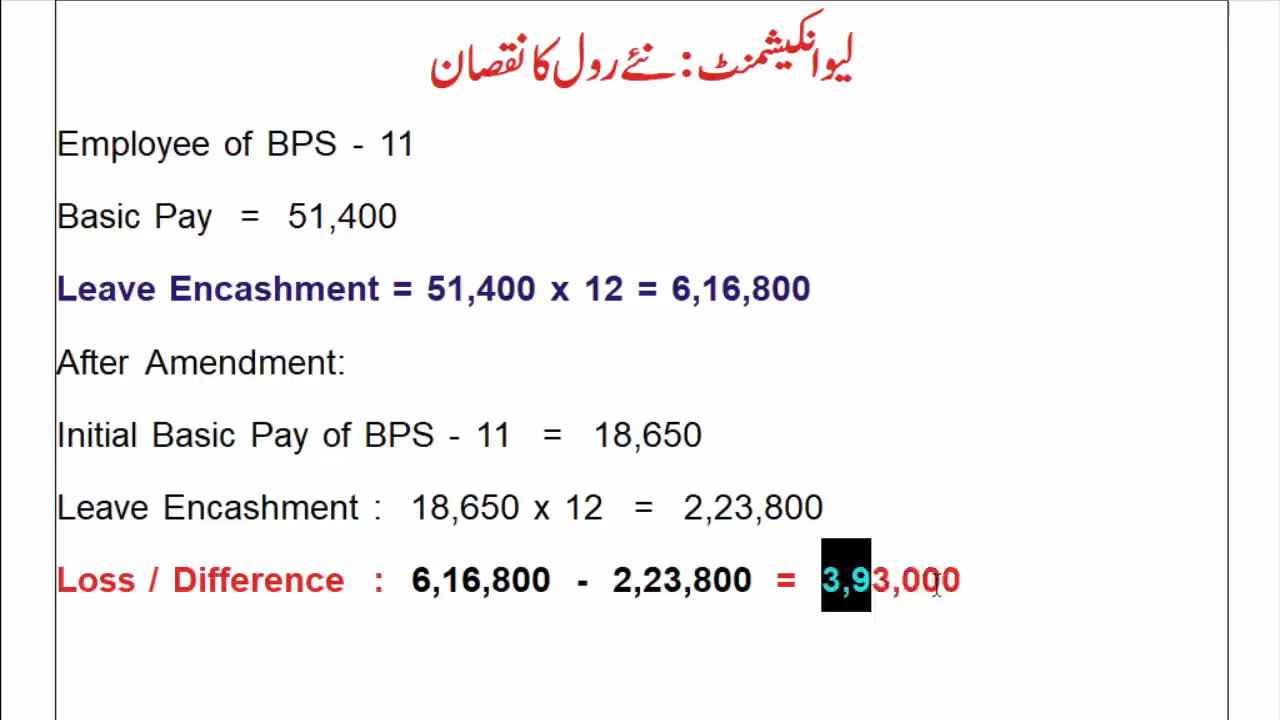 لیوانکیشمنٹ: نئے رول کا نقصان
Employee of BPS - 11
Basic Pay = 51,400
Leave Encashment = 51,400 x 12 = 6,16,800
After Amendment:
Initial Basic Pay of BPS - 11 = 18,650
Leave Encashment : 18,650 x 12 = 2,23,800
Loss / Difference : 6,16,800 - 2,23,800 = 3,93,000